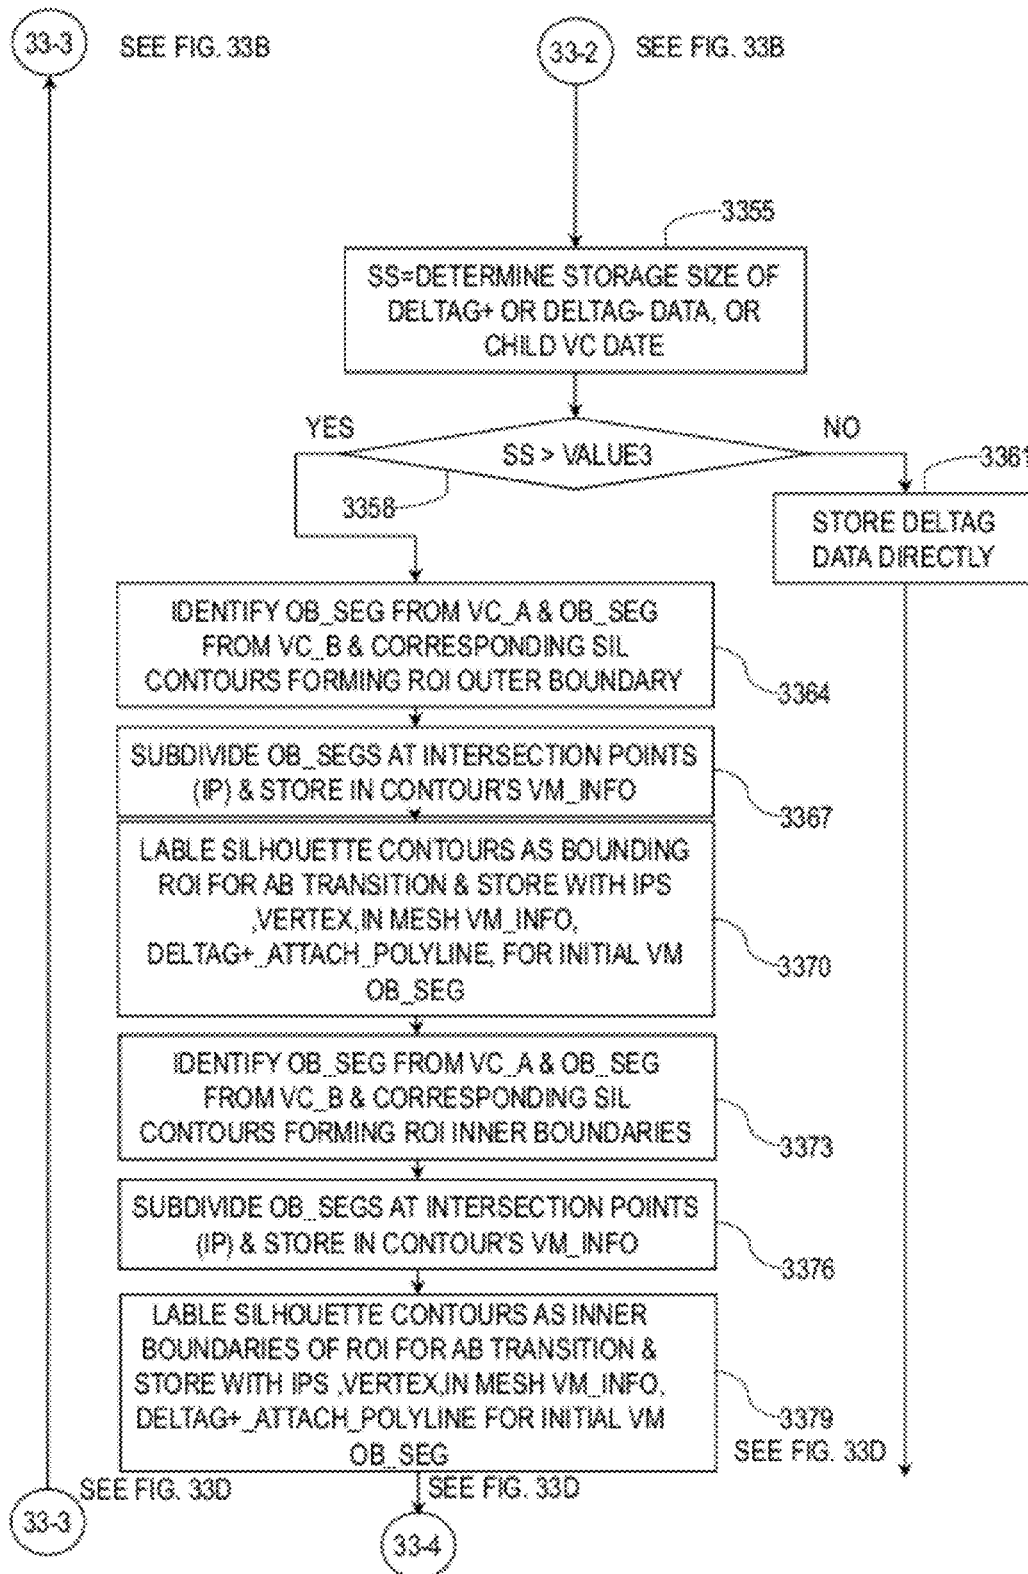 33-3 SEE FIG. 33B
33-2 SEE FIG. 33B
3355
SS=DETERMINE STORAGE SIZE OF
DELTAG+ OR DELTAG- DATA, OR
CHILD VC DATE
YES
NO
SS > VALUE3
3358
3361
STORE DELTAG
DATA DIRECTLY
IDENTIFY OB_SEG FROM VC_A & OB_SEG
FROM VC_B & CORRESPONDING SIL
CONTOURS FORMING ROI OUTER BOUNDARY
3364
SUBDIVIDE OB_SEGS AT INTERSECTION POINTS
(IP) & STORE IN CONTOUR'S VM_INFO
3367
LABLE SILHOUETTE CONTOURS AS BOUNDING
ROI FOR AB TRANSITION & STORE WITH IPS
,VERTEX,IN MESH VM_INFO,
DELTAG+_ATTACH_POLYLINE, FOR INITIAL VM
OB_SEG
3370
IDENTIFY OB_SEG FROM VC_A & OB_SEG
FROM VC_B & CORRESPONDING SIL
CONTOURS FORMING ROI INNER BOUNDARIES
3373
SUBDIVIDE OB_SEGS AT INTERSECTION POINTS
(IP) & STORE IN CONTOUR'S VM_INFO
3376
LABLE SILHOUETTE CONTOURS AS INNER
BOUNDARIES OF ROI FOR AB TRANSITION &
STORE WITH IPS ,VERTEX,IN MESH VM_INFO,
DELTAG+_ATTACH_POLYLINE FOR INITIAL VM
OB_SEG
3379
SEE FIG. 33D
SEE FIG. 33D
SEE FIG. 33D
33-3
33-4